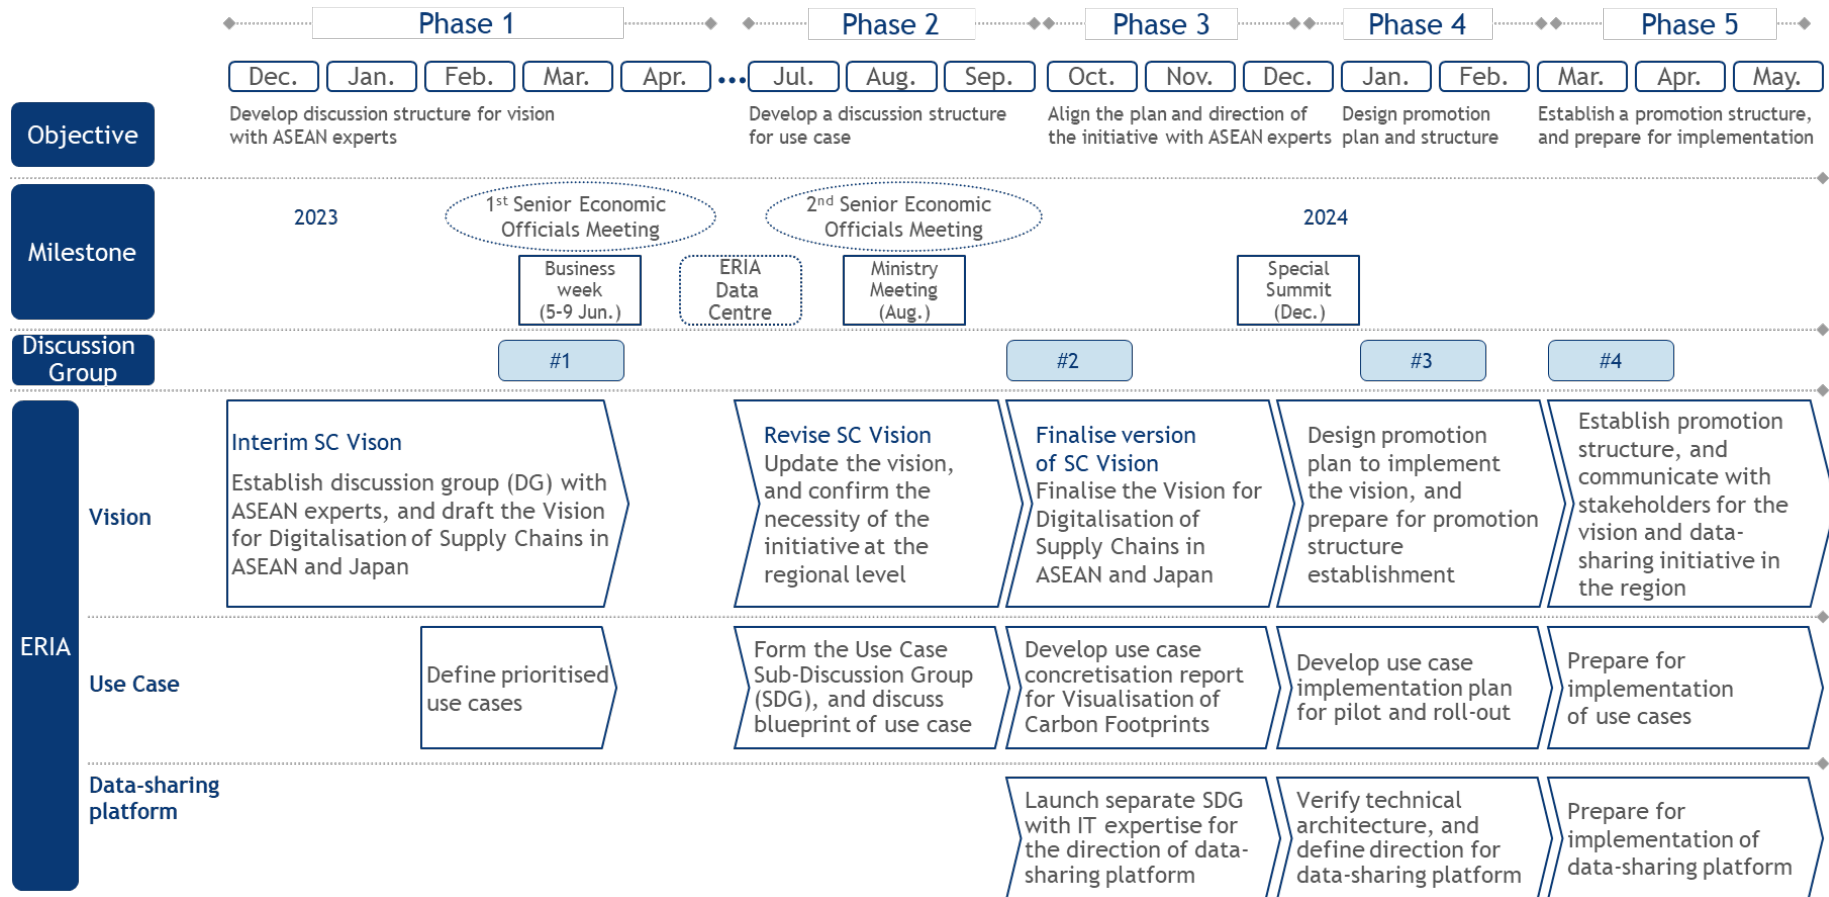 Phase 1
Phase 2
Phase 3
Phase 4
Phase 5
Dec.
Jan.
Feb.
Mar.
Apr.
...
Jul.
Aug.
Sep.
Oct.
Nov.
Dec.
Jan.
Feb.
Mar.
Apr.
May.
Objective
Develop discussion structure for vision
with ASEAN experts
Develop a discussion structure
for use case
Align the plan and direction of
the initiative with ASEAN experts
Design promotion
plan and structure
Establish a promotion structure,
and prepare for implementation
Milestone
2023
1st Senior Economic
Officials Meeting
2nd Senior Economic
Officials Meeting
2024
Business
week
(5-9 Jun.)
ERIA
Data
Centre
Ministry
Meeting
(Aug.)
Special
Summit
(Dec.)
Discussion
Group
#1
#2
#3
#4
ERIA
Vision
Interim SC Vison
Establish discussion group (DG) with
ASEAN experts, and draft the Vision
for Digitalisation of Supply Chains in
ASEAN and Japan
Revise SC Vision
Update the vision,
and confirm the
necessity of the
initiative at the
regional level
Finalise version
of SC Vision
Finalise the Vision for
Digitalisation of
Supply Chains in
ASEAN and Japan
Design promotion
plan to implement
the vision, and
prepare for promotion
structure
establishment
Establish promotion
structure, and
communicate with
stakeholders for the
vision and data-
sharing initiative in
the region
Use Case
Define prioritised
use cases
Form the Use Case
Sub-Discussion Group
(SDG), and discuss
blueprint of use case
Develop use case
concretisation report
for Visualisation of
Carbon Footprints
Develop use case
implementation plan
for pilot and roll-out
Prepare for
implementation
of use cases
Data-sharing
platform
Launch separate SDG
with IT expertise for
the direction of data-
sharing platform
Verify technical
architecture, and
define direction for
data-sharing platform
Prepare for
implementation of
data-sharing platform